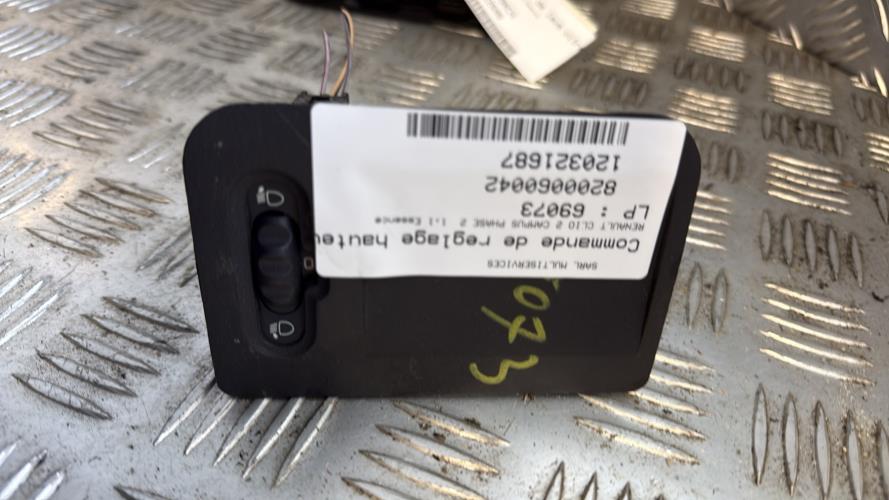 SARL MULTISERVICES
Commande de reglage hauteu
RENAULT CLIO 2 CAMPUS PHASE 2 1.1 Essence
LP : 69073
8200060042
120321687
073